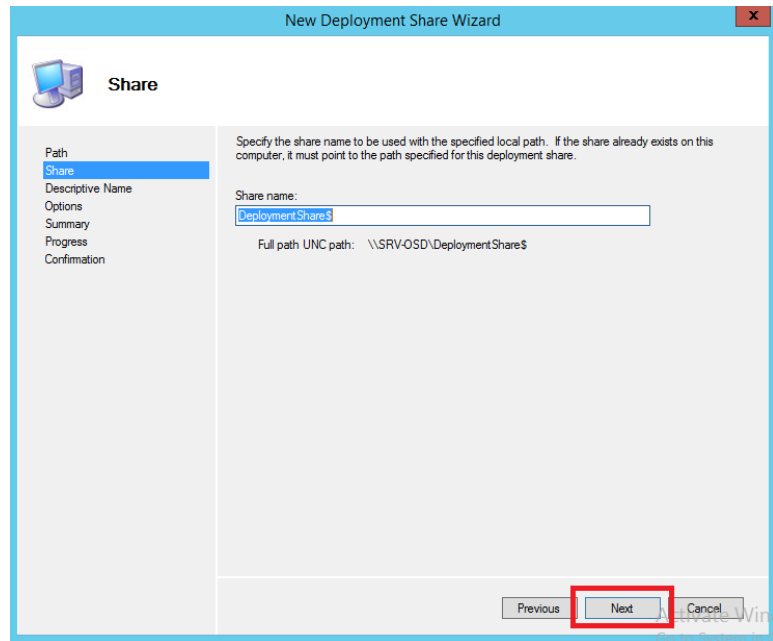 New Deployment Share Wizard
x
Share
Path
Share
Descriptive Name
Options
Summary
Progress
Confirmation
Specify the share name to be used with the specified local path. If the share already exists on this
computer, it must point to the path specified for this deployment share.
Share name:
DeploymentShare$
Full path UNC path: \\SRV-OSD\DeploymentShare$
Previous
Next
Cancel
Activate Win